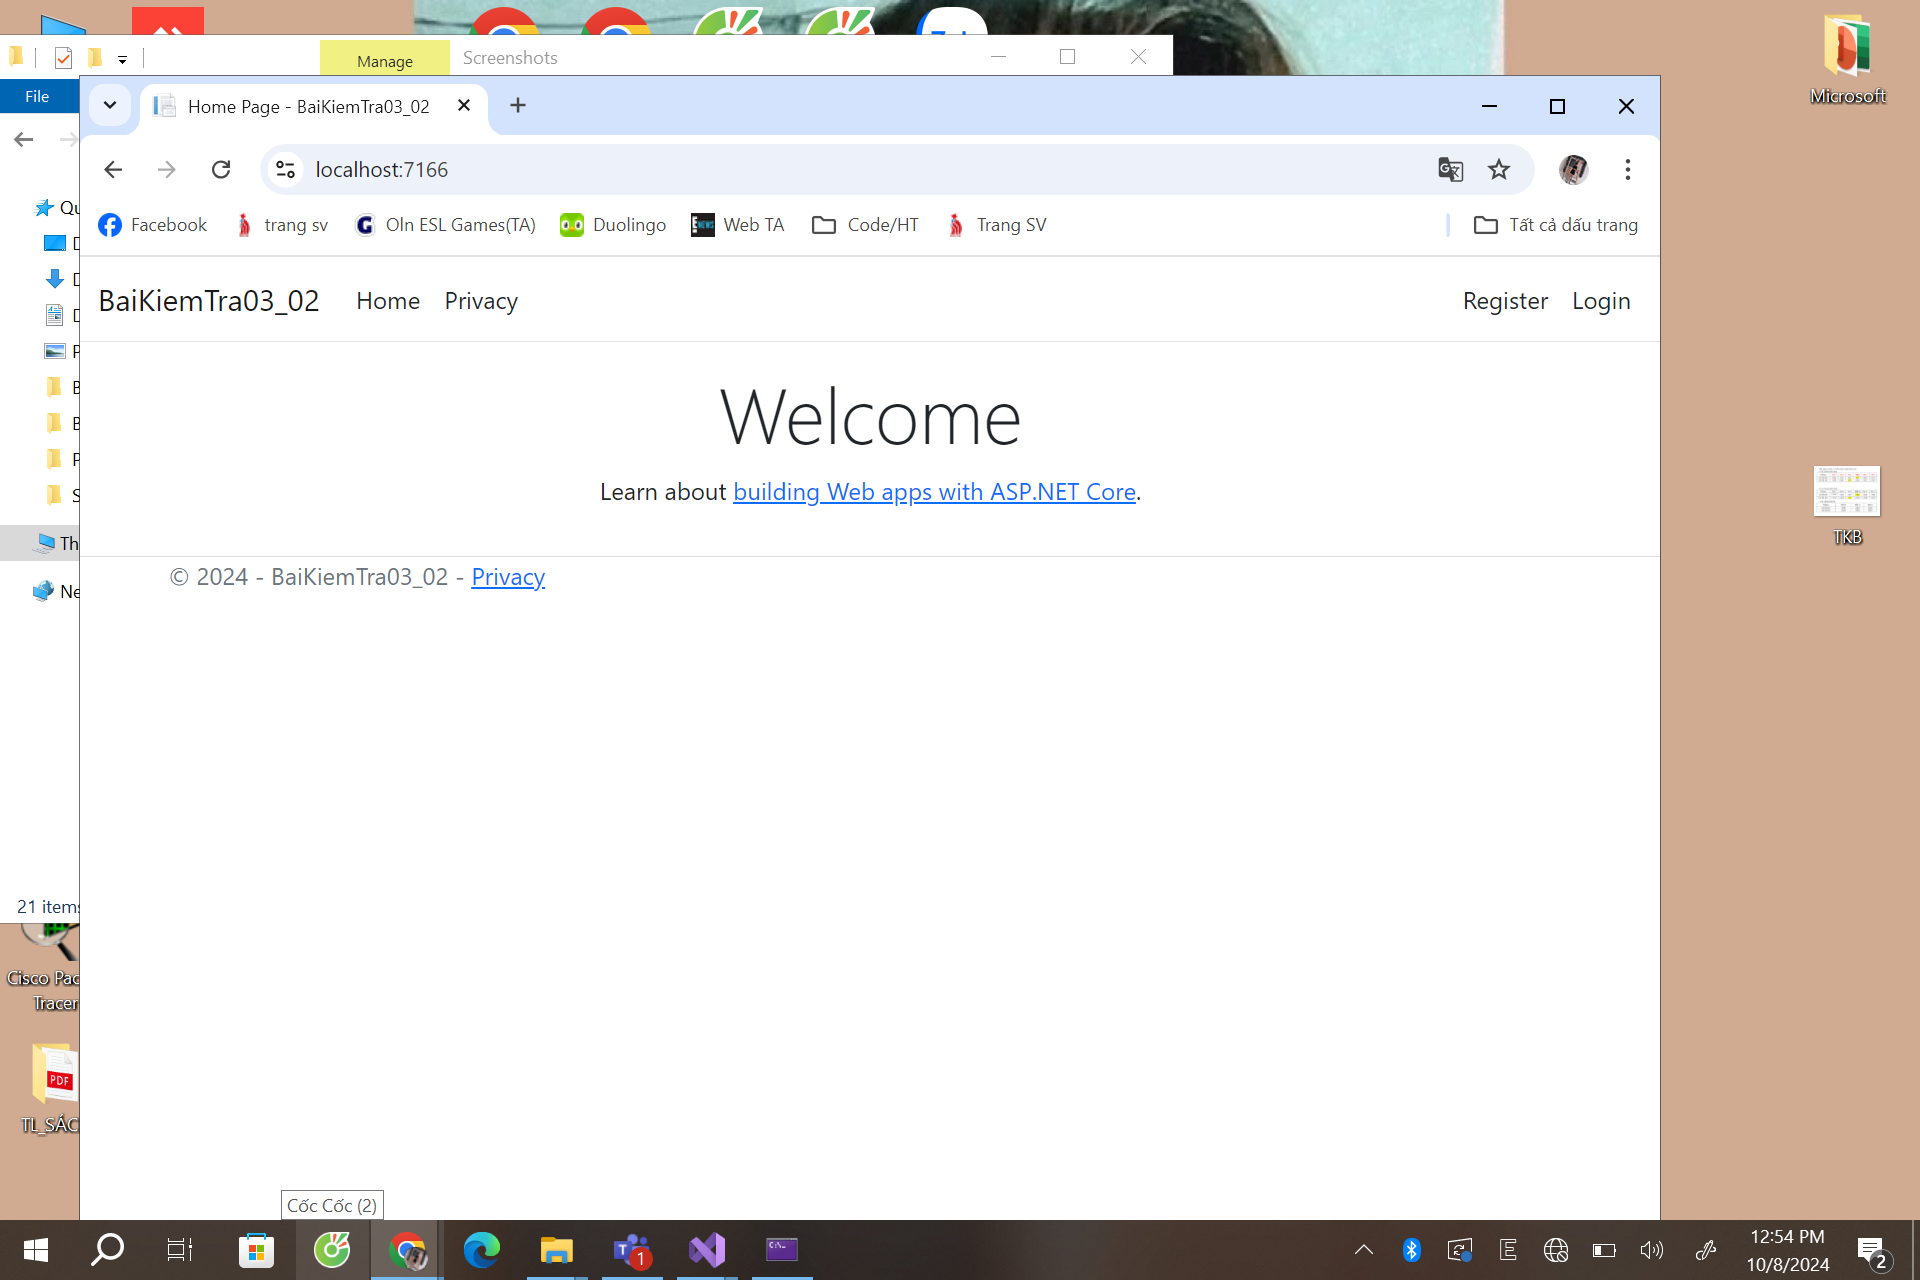 Manage
Screenshots
File
Home Page - BaiKiemTra03_02
localhost:7166
Facebook
trang sv
Oln ESL Games(TA)
Duolingo
Web TA
Code/HT
Trang SV
Tất cả dấu trang
BaiKiemTra03_02
Home
Privacy
Register
Login
Welcome
Learn about building Web apps with ASP.NET Core.
© 2024 - BaiKiemTra03_02 - Privacy
21 items
Cisco Pac
Tracer
PDF
TL_SÁC
Microsoft
TKB
Cốc Cốc (2)
1
12:54 PM
10/8/2024
2